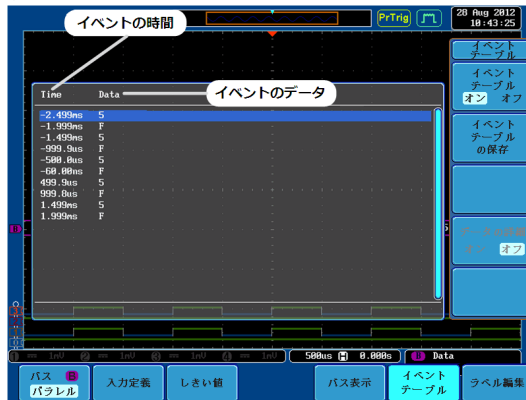 イベントの時間
PrTrig
28 Aug 2012
10:43:25
Time Data
イベントのデータ
-2.499ms 5
-1.999ms F
-1.499ms 5
-999.9us F
-500.0us 5
-60.00ns F
499.9us 5
999.8us F
1.499ms 5
1.999ms F
イベント
テーブル
イベント
テーブル
オン オフ
イベント
テーブル
の保存
オフ
B
1 == 1mV 2 == 1mV 3 == 1mV 4 == 1mV
500us H 0.000s
B Data
バス B
パラレル
入力定義
しきい値
バス表示
イベント
テーブル
ラベル編集